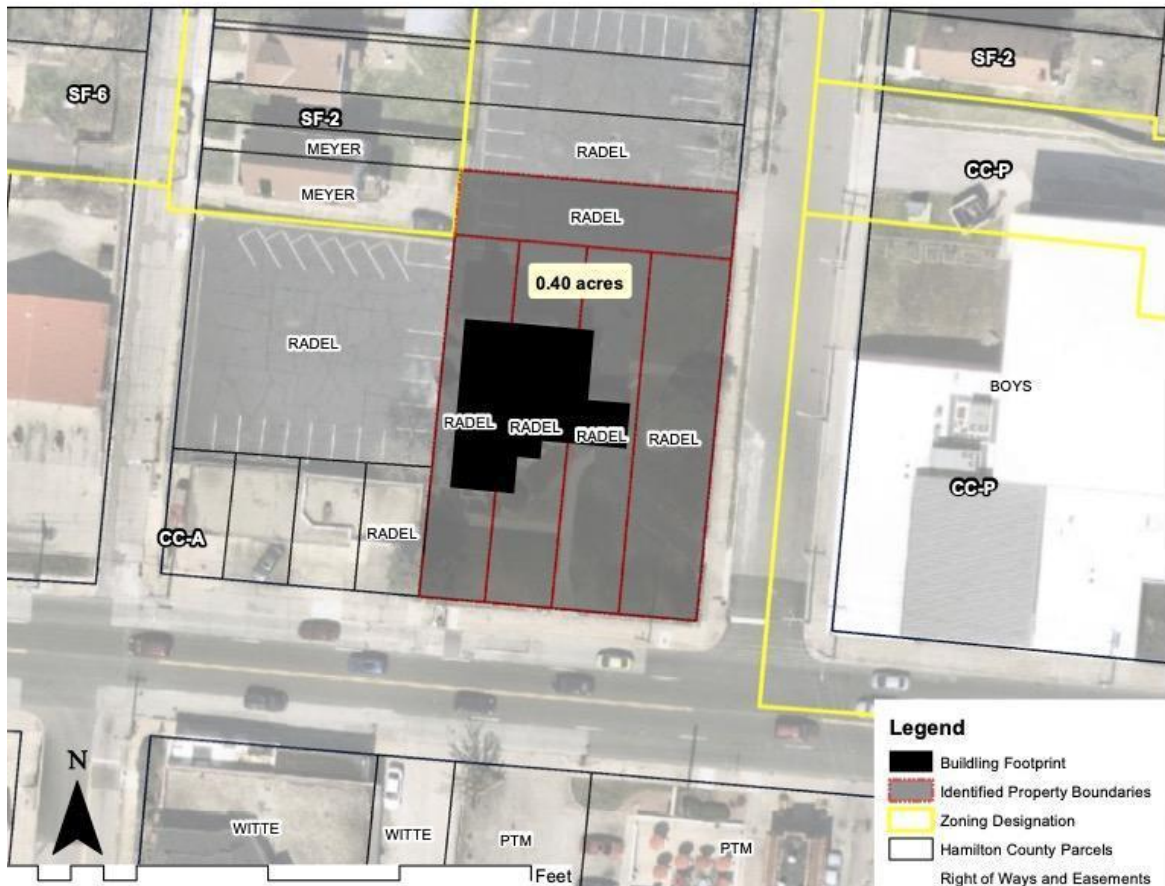 SF-2
SF-6
SF-2
MEYER
RADEL
CC-P
MEYER
RADEL
0.40 acres
RADEL
BOYS
RADEL
RADEL
RADEL
RADEL
CC-P
RADEL
CC-A
Legend
Buildling Footprint
Identified Property Boundaries
Zoning Designation
Hamilton County Parcels
Right of Ways and Easements
N
WITTE
WITTE
PTM
PTM
Feet